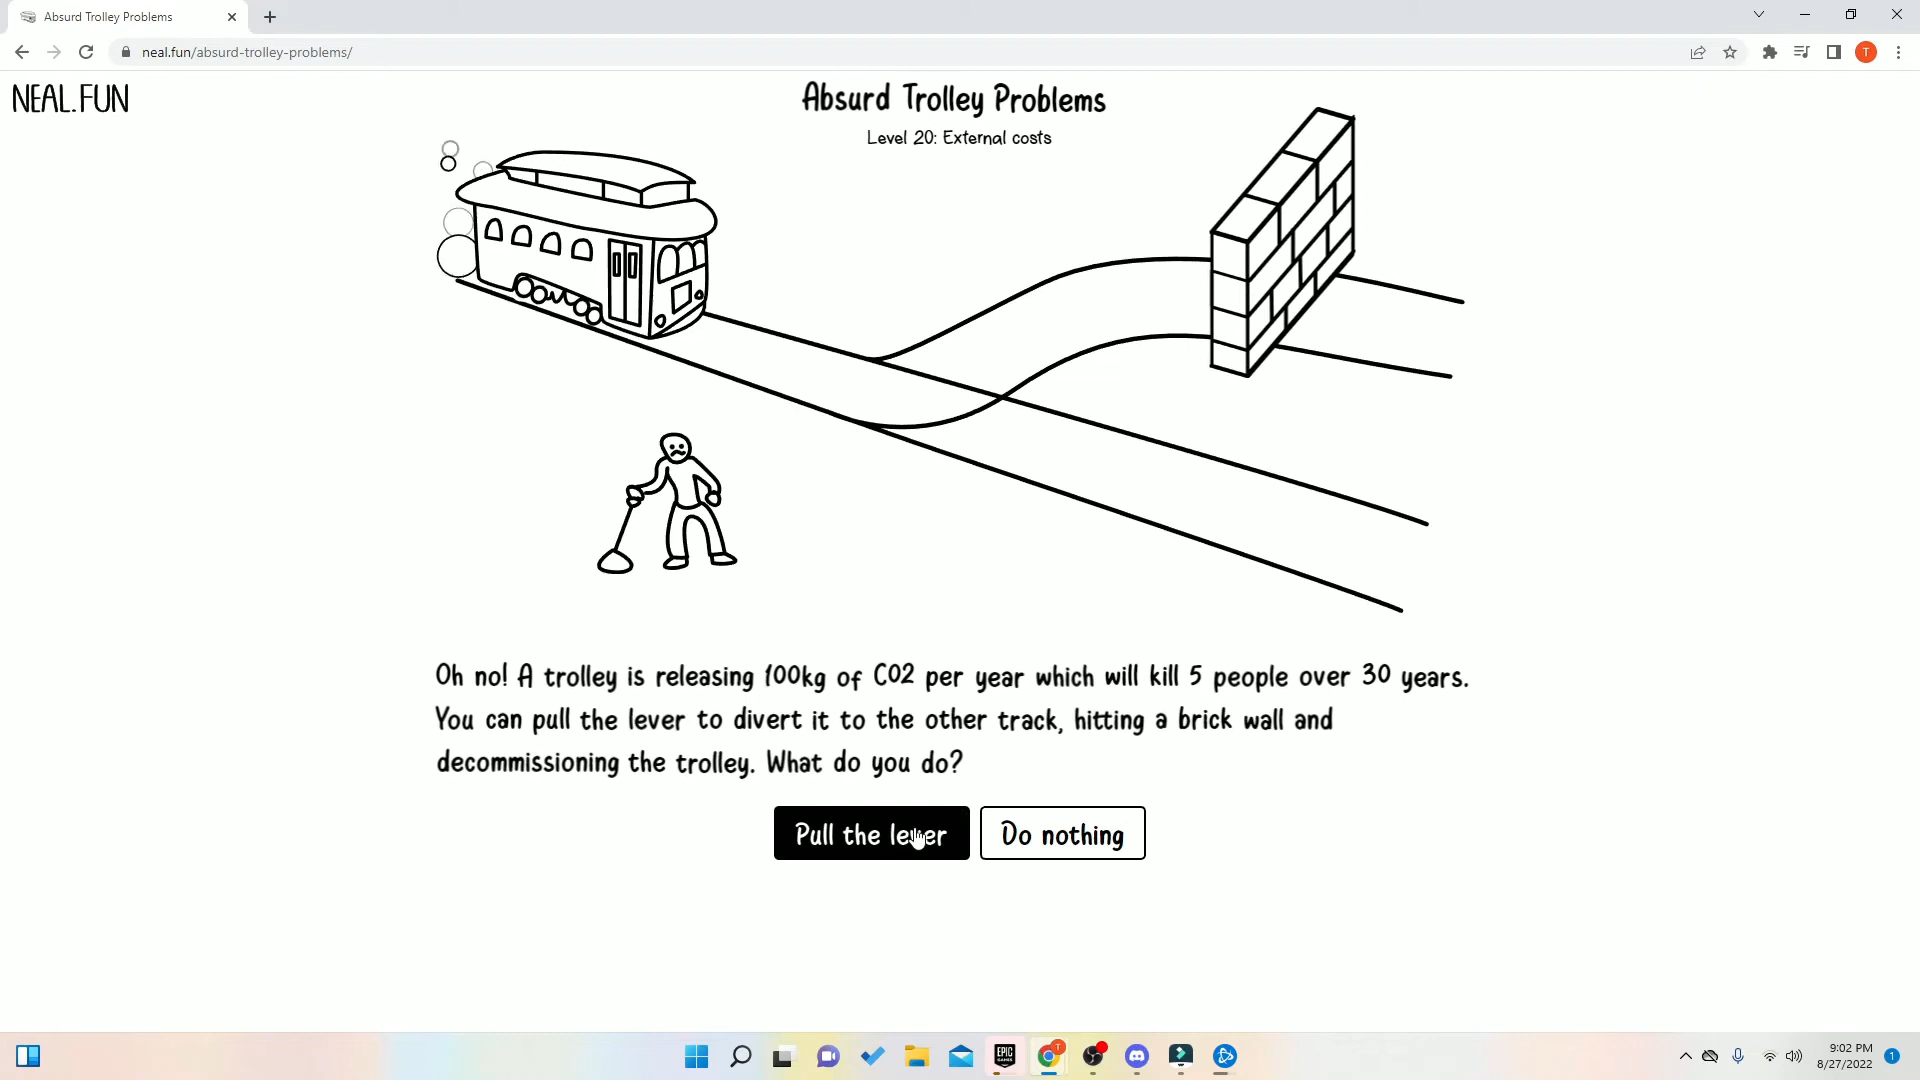 Absurd Trolley Problems
neal.fun/absurd-trolley-problems/
T
NEAL.FUN
Absurd Trolley Problems
Level 20: External costs
Oh no! A trolley is releasing 100kg of CO2 per year which will kill 5 people over 30 years.
You can pull the lever to divert it to the other track, hitting a brick wall and
decommissioning the trolley. What do you do?
Pull the lever
Do nothing
EPIC
GAMES
T
9:02 PM
8/27/2022
1